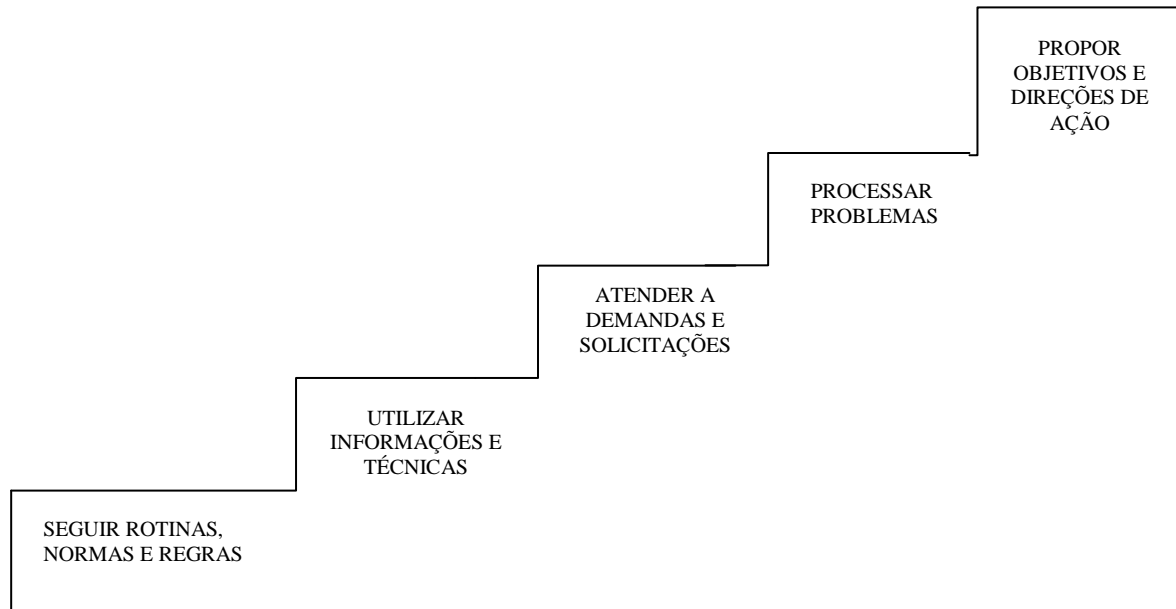 PROPOR
OBJETIVOS E
DIREÇÕES DE
AÇÃO
PROCESSAR
PROBLEMAS
ATENDER A
DEMANDAS E
SOLICITAÇÕES
UTILIZAR
INFORMAÇÕES E
TÉCNICAS
SEGUIR ROTINAS,
NORMAS E REGRAS